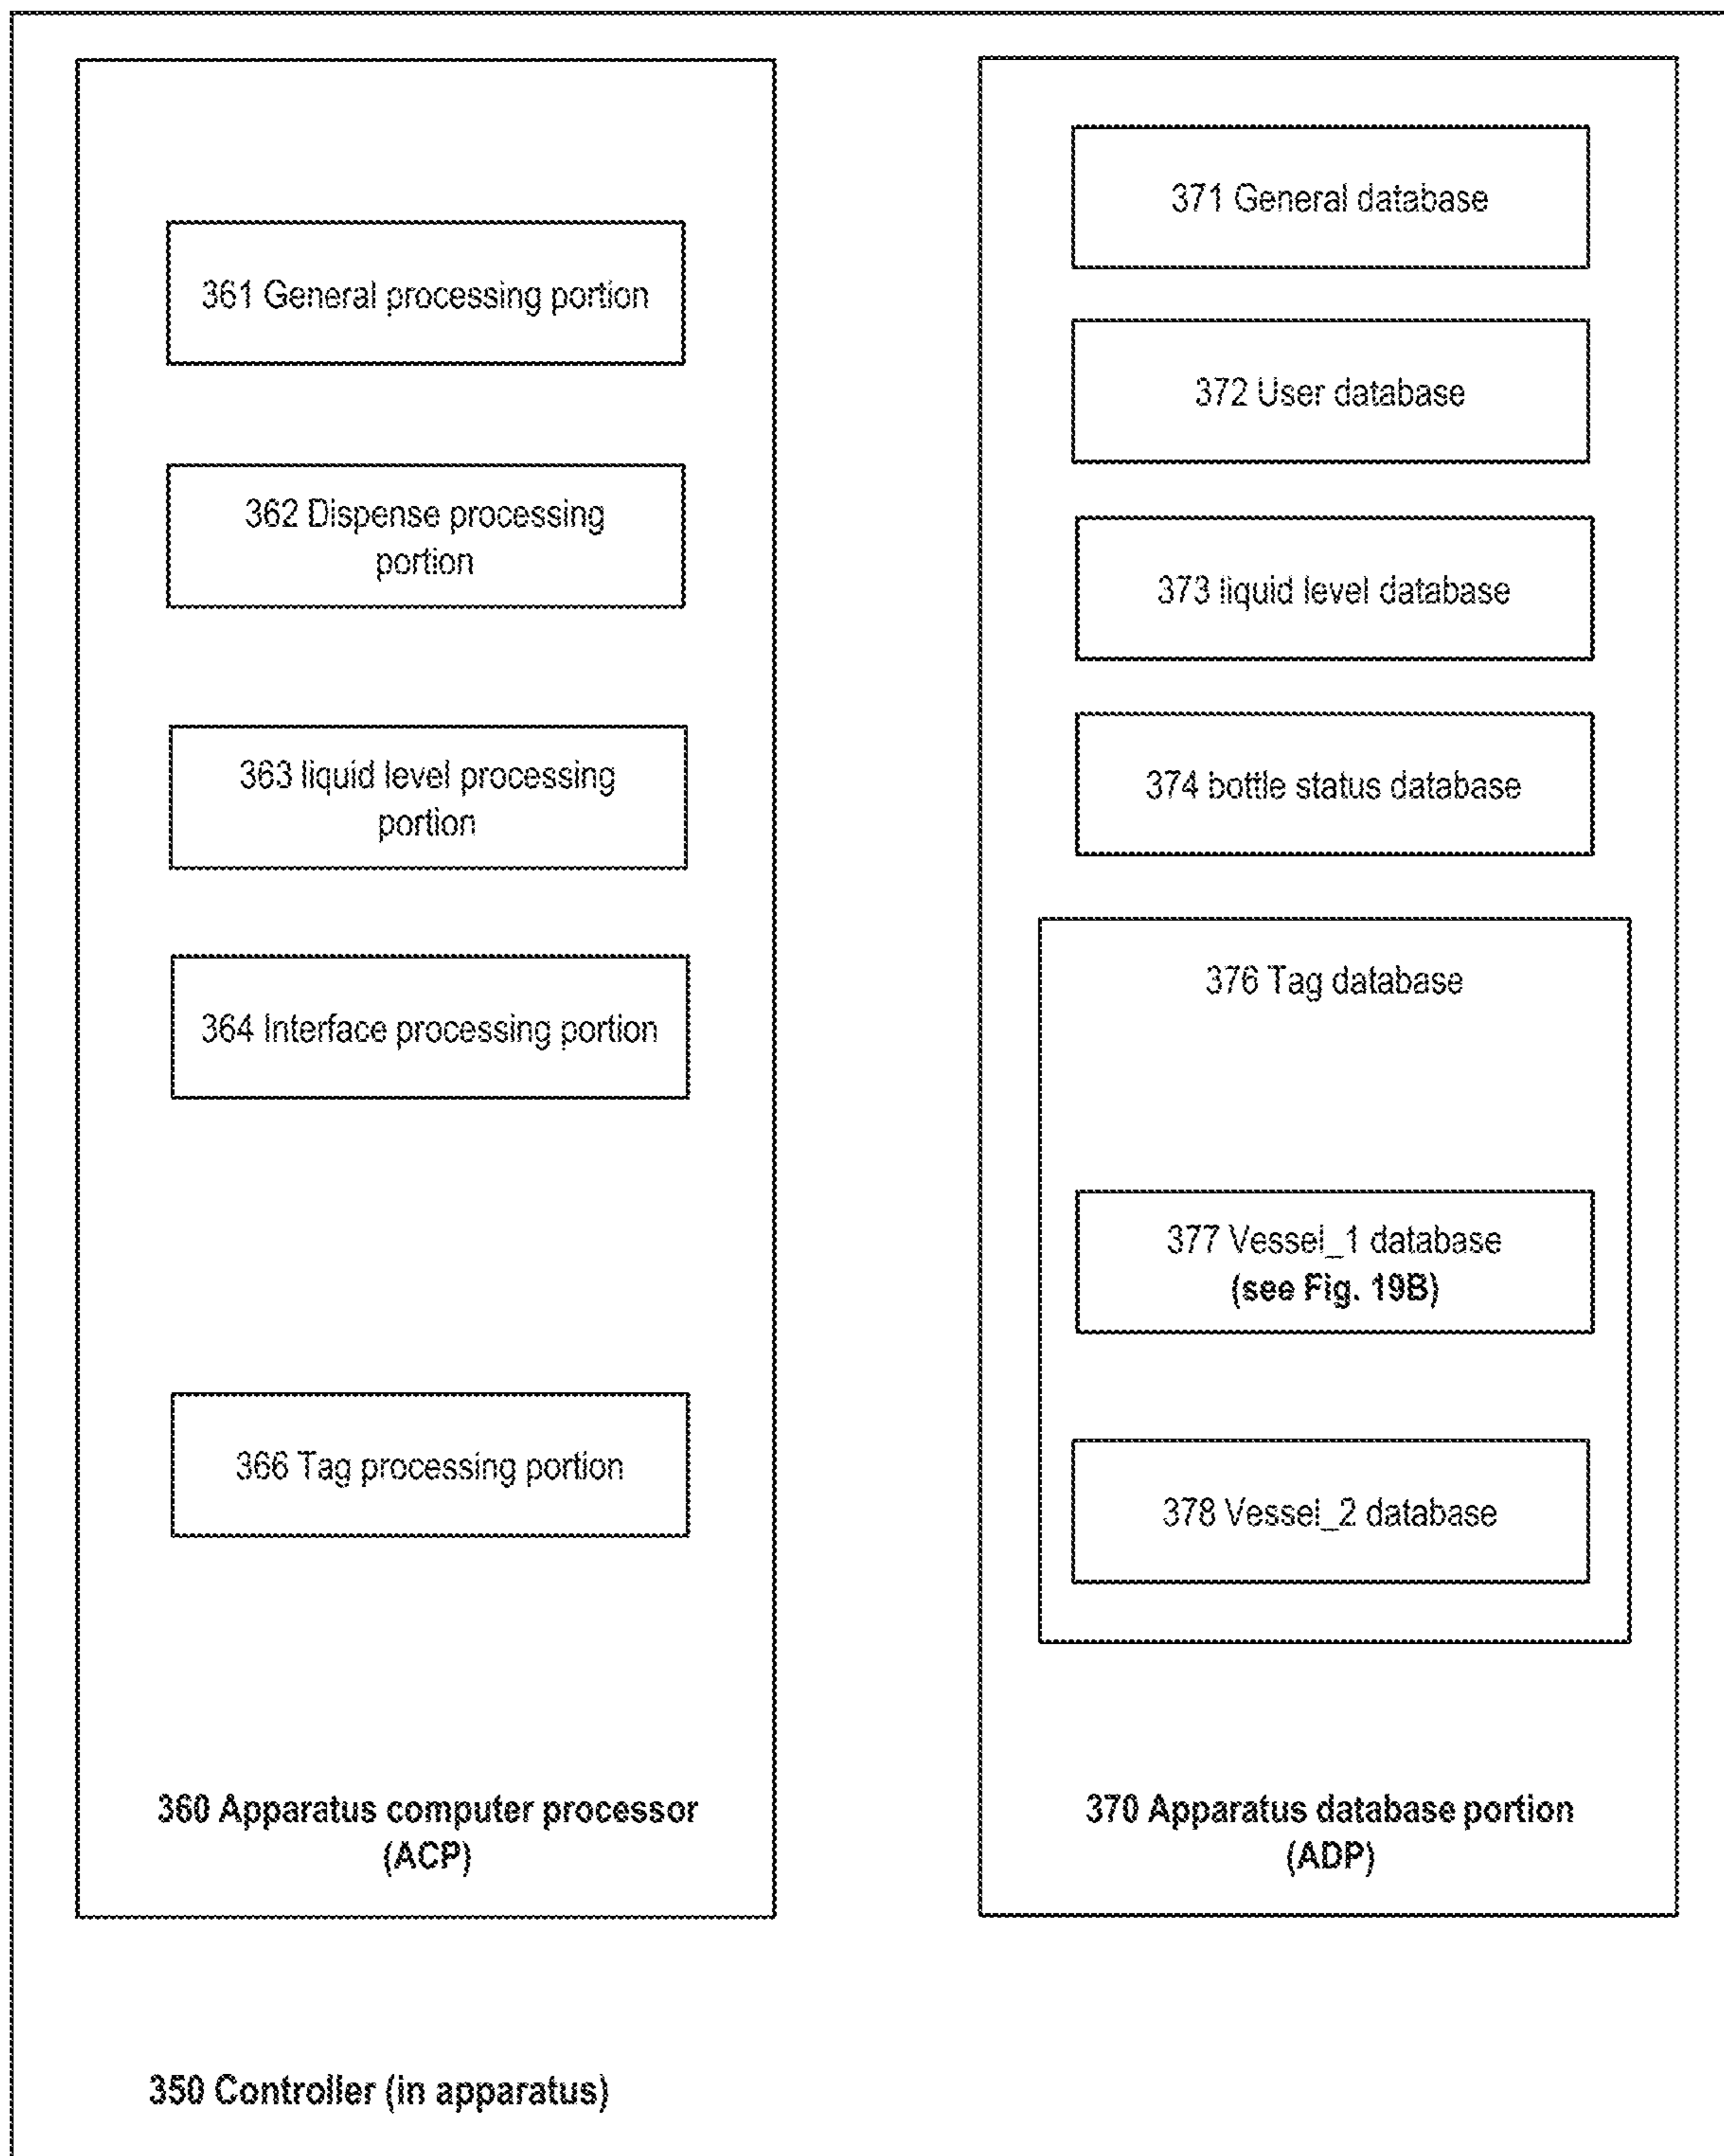 361 General processing portion
362 Dispense processing
portion
363 liquid level processing
portion
364 Interface processing portion
366 Tag processing portion
360 Apparatus computer processor
(ACP)
371 General database
372 User database
373 liquid level database
374 bottle status database
376 Tag database
377 Vessel_1 database
(see Fig. 19B)
378 Vessel_2 database
370 Apparatus database portion
(ADP)
350 Controller (in apparatus)